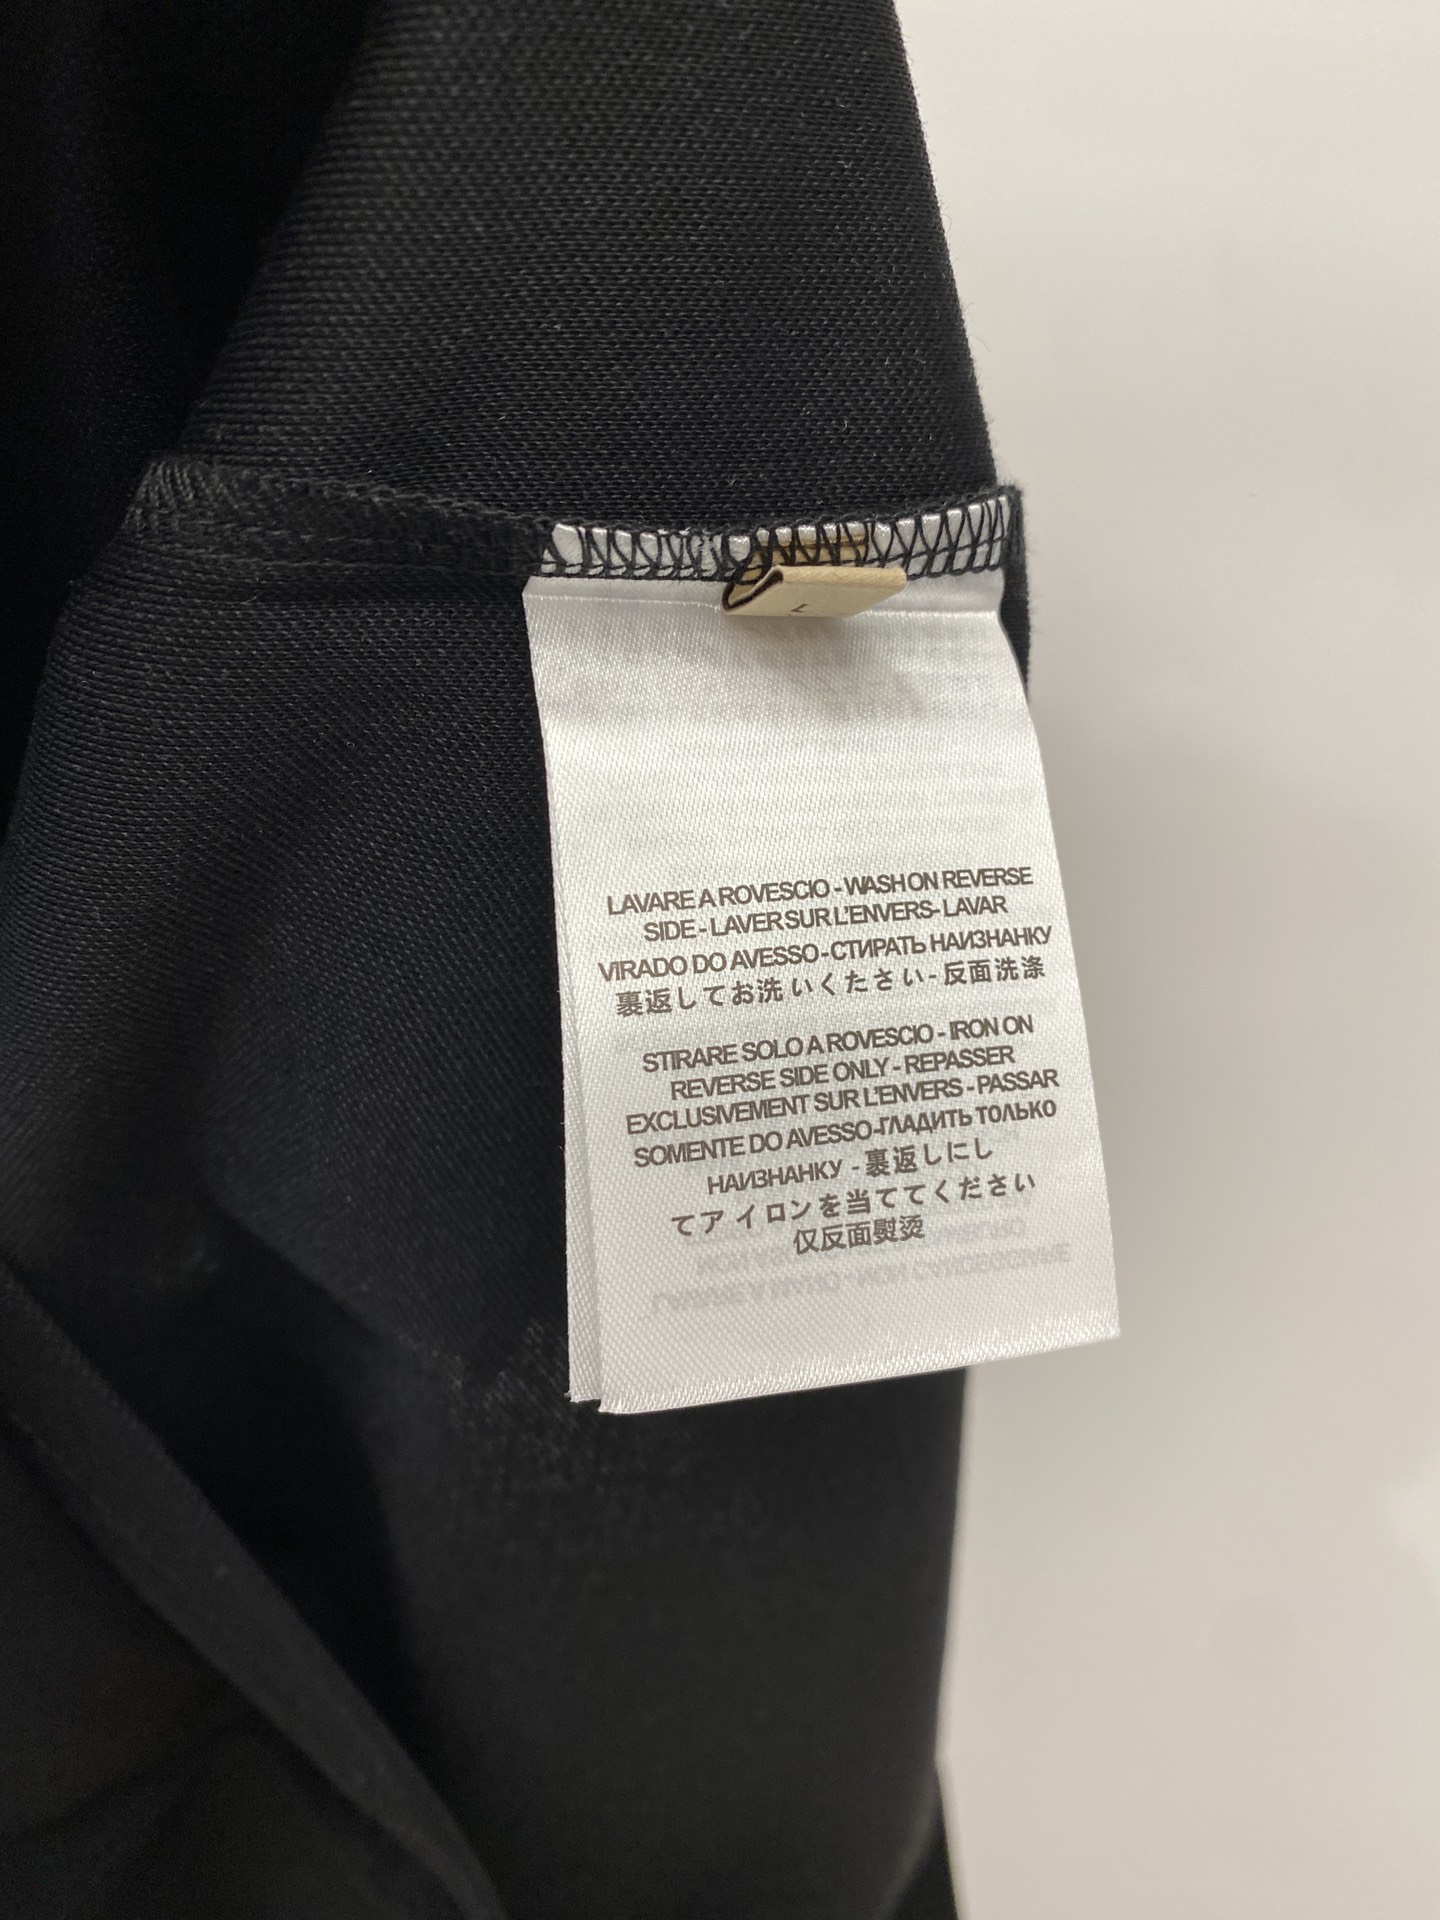 L
LAVARE A ROVESCIO - WASH ON REVERSE
SIDE - LAVER SUR L'ENVERS- LAVAR
VIRADO DO AVESSO - СТИРАТЬ НАИЗНАНКУ
裏返してお洗いくたさい - 反面洗涤
STIRARE SOLO A ROVESCIO - IRON ON
REVERSE SIDE ONLY - REPASSER
EXCLUSIVEMENT SUR L'ENVERS - PASSAR
SOMENTE DO AVESSO-ГЛАДИТЬ ТОЛЬКО
НАИЗНАНКУ - 裏返しにし
てア イロンを当ててください
仅反面熨烫